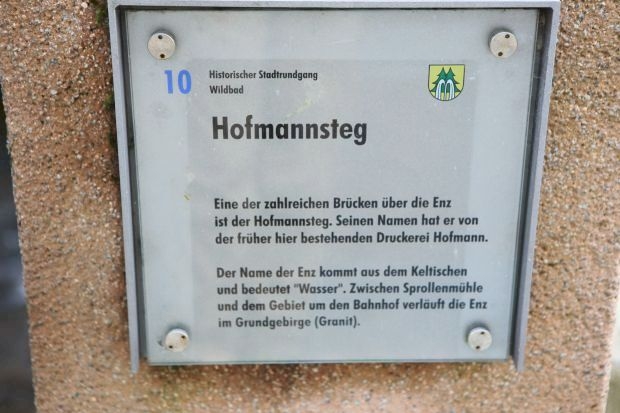 10
Historischer Stadtrundgang
Wildbad
Hofmannsteg
Eine der zahlreichen Brücken über die Enz
ist der Hofmannsteg. Seinen Namen hat er von
der früher hier bestehenden Druckerei Hofmann.
Der Name der Enz kommt aus dem Keltischen
und bedeutet "Wasser". Zwischen Sprollenmühle
und dem Gebiet um den Bahnhof verläuft die Enz
im Grundgebirge (Granit).